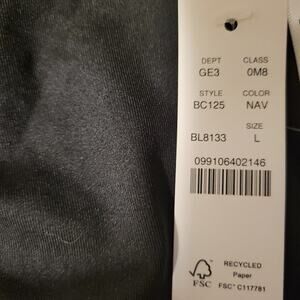 DEPT CLASS
GE3 0M8
STYLE COLOR
BC125 NAV
SIZE
BL8133 L
099106402146
FSC
RECYCLED
Paper
FSC® C117781